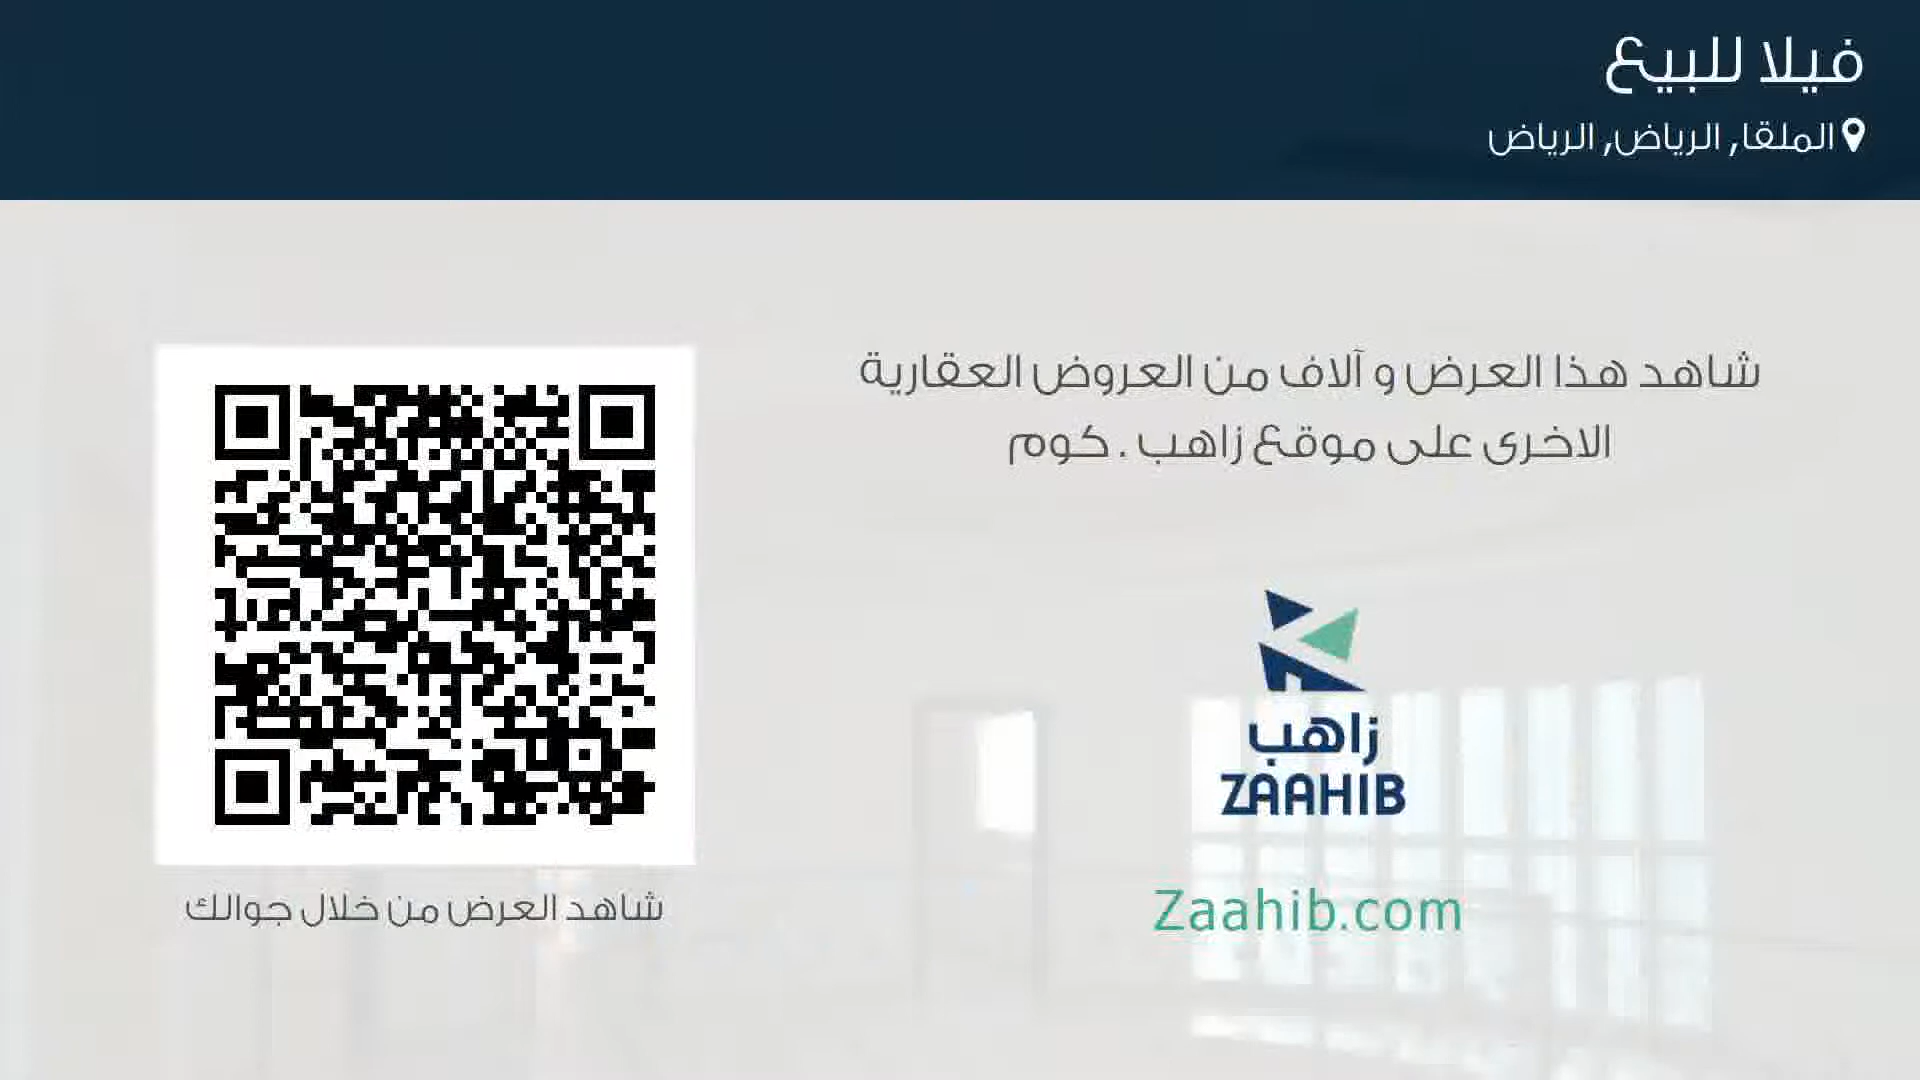 فيلا للبيع
الملقا, الرياض, الرياض
شاهد هذا العرض و آلاف من العروض العقارية
الاخرى على موقع زاهب . كوم
زاهب
ZAAHIB
Zaahib.com
شاهد العرض من خلال جوالك